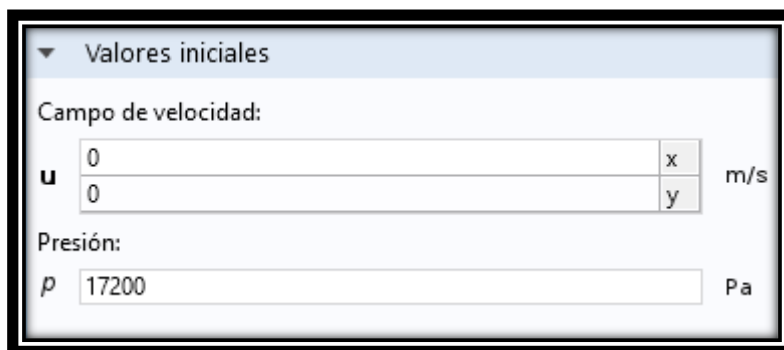 Valores iniciales
Campo de velocidad:
u 0 x m/s
0 y
Presión:
p 17200 Pa